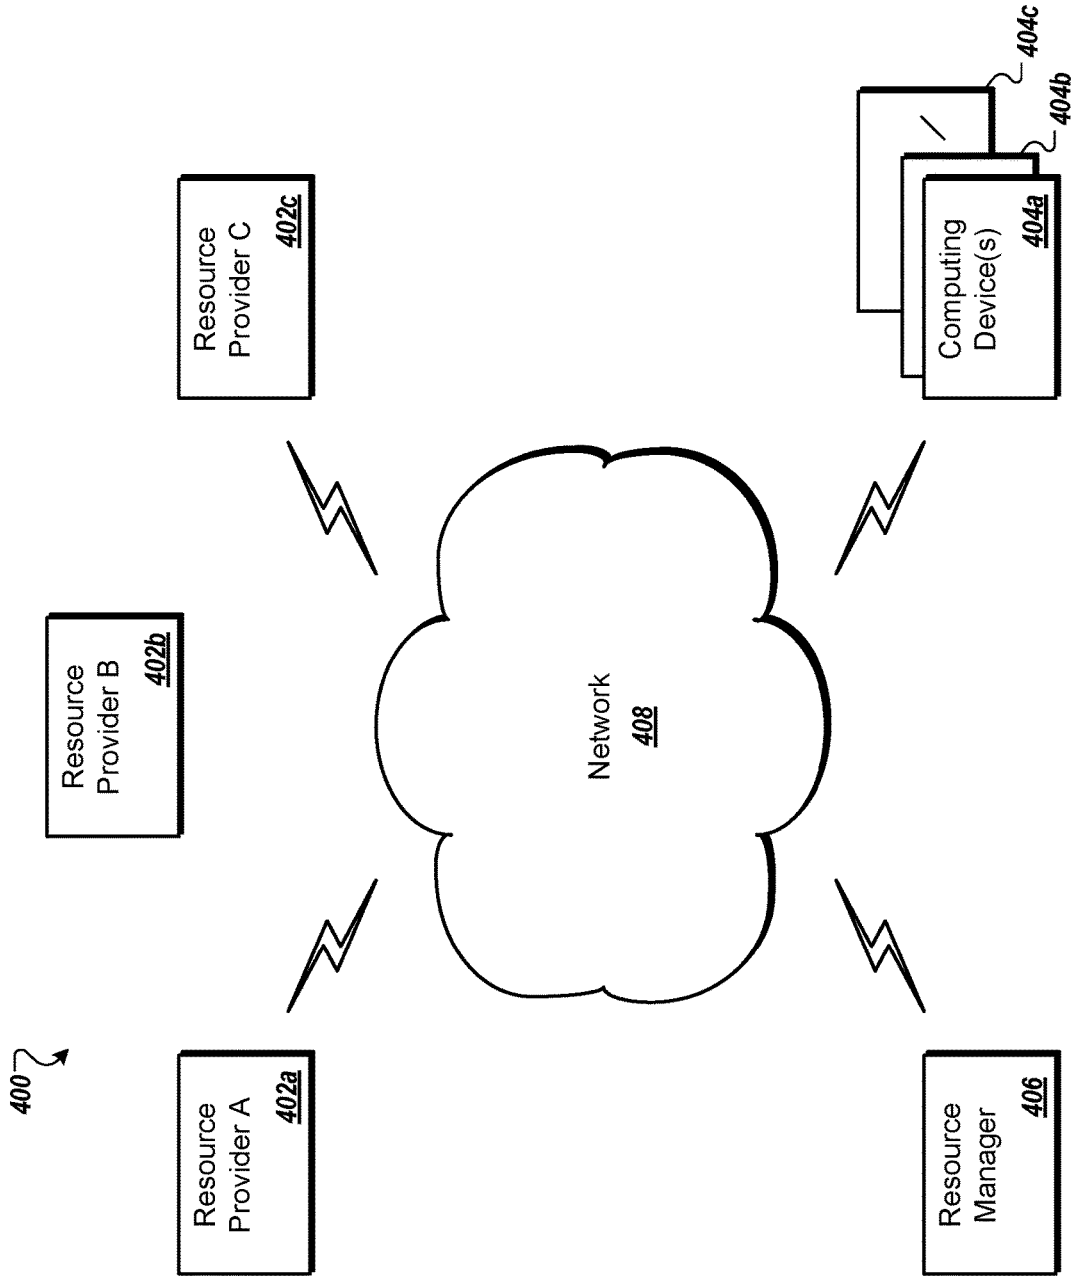 400
Resource
Provider A
402a
Resource
Provider B
402b
Resource
Provider C
402c
Network
408
Resource
Manager
406
Computing
Device(s)
404a
404b
404c